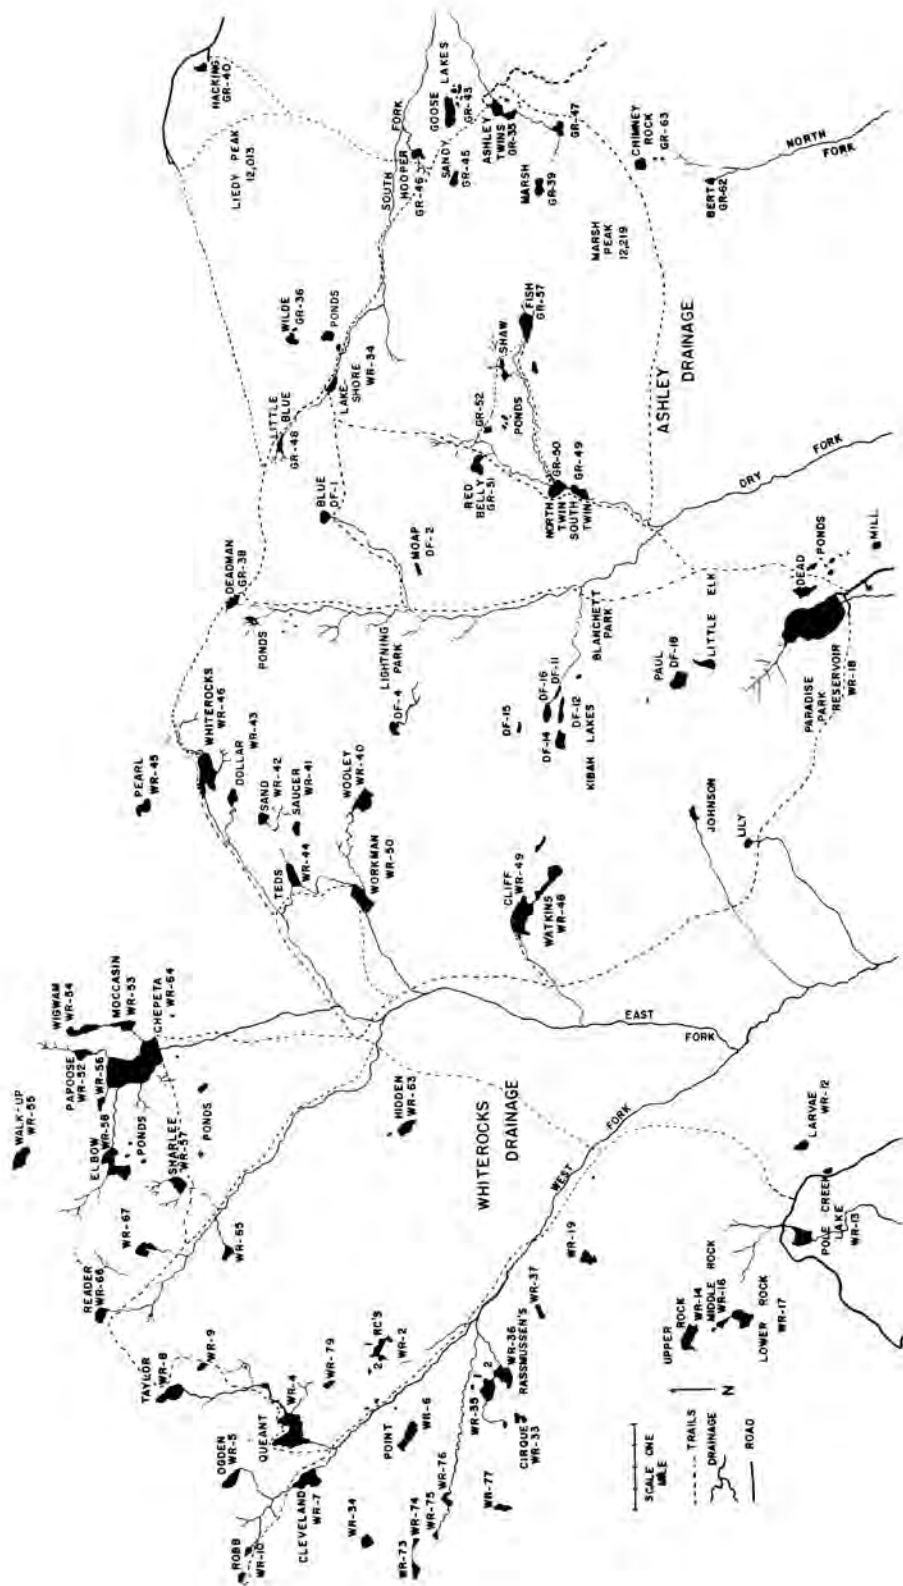 HACKING
GR-40
LIEDY PEAK
12,013
SOUTH
FORK
HOOPER
GR-46
GOOSE LAKES
GR-43
SANDY
GR-45
ASHLEY
TWINS
GR-35
GR-47
MARSH
GR-39
CHIMNEY
ROCK
GR-63
BERT
GR-62
NORTH
FORK
MARSH
PEAK
12,219
WILDE
GR-36
PONDS
LITTLE
BLUE
GR-48
LAKE-
SHORE
WR-34
FISH
GR-57
SHAW
GR-52
PONDS
RED
BELLY
GR-51
GR-50
GR-49
NORTH
TWIN
SOUTH
TWIN
ASHLEY
DRAINAGE
BLUE
DF-1
MOAP
DF-2
DRY
FORK
DEADMAN
GR-38
PONDS
LIGHTNING
PARK
DF-4
BLANCHETT
PARK
DF-16
DF-11
DF-15
DF-14
DF-12
KIBAH LAKES
PAUL
DF-18
LITTLE ELK
DEAD
PONDS
MILL
PARADISE
PARK
RESERVOIR
WR-18
PEARL
WR-45
WHITEROCKS
WR-46
DOLLAR
WR-43
SAND
WR-42
SAUCER
WR-41
WOOLEY
WR-40
TEDS
WR-44
WORKMAN
WR-50
CLIFF
WR-49
WATKINS
WR-48
JOHNSON
LILY
WIGWAM
WR-54
MOCCASIN
WR-53
CHEPETA
WR-64
PAPOOSE
WR-52
WR-56
WALK-UP
WR-55
ELBOW
WR-58
PONDS
SHARLEE
WR-57
PONDS
EAST
FORK
HIDDEN
WR-63
WHITEROCKS
DRAINAGE
WEST
FORK
WR-67
WR-65
READER
WR-66
LARVAE
WR-12
POLE CREEK
LAKE
WR-13
WR-19
WR-37
UPPER
ROCK
WR-14
MIDDLE ROCK
WR-16
LOWER ROCK
WR-17
TAYLOR
WR-8
WR-9
WR-4
QUEANT
WR-79
RC'S
2
WR-2
WR-36
RASSMUSSEN'S
1
2
WR-35
CIRQUE
WR-33
POINT
WR-6
OGDEN
WR-5
CLEVELAND
WR-7
ROBB
WR-10
WR-34
WR-73
WR-74
WR-75
WR-76
WR-77
SCALE ONE
MILE
N
TRAILS
DRAINAGE
ROAD